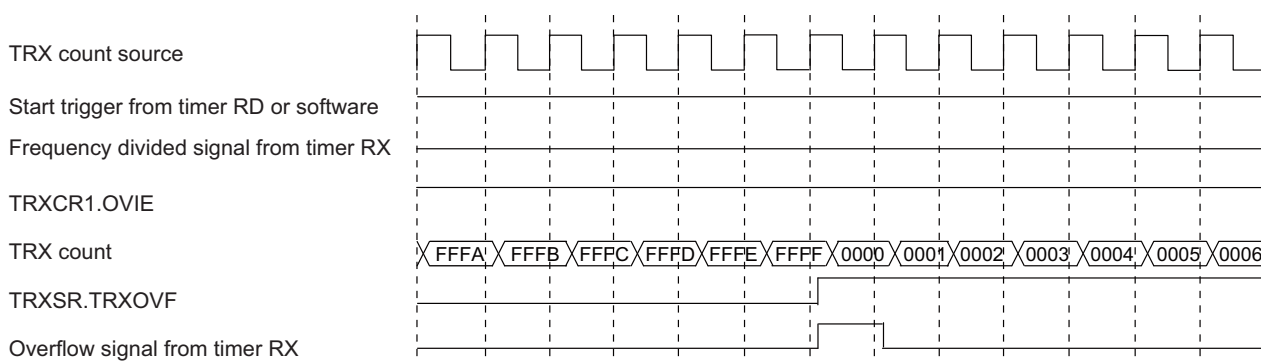 TRX count source
Start trigger from timer RD or software
Frequency divided signal from timer RX
TRXCR1.OVIE
TRX count FFFA FFFB FFFC FFFD FFFE FFFF 0000 0001 0002 0003 0004 0005 0006
TRXSR.TRXOVF
Overflow signal from timer RX